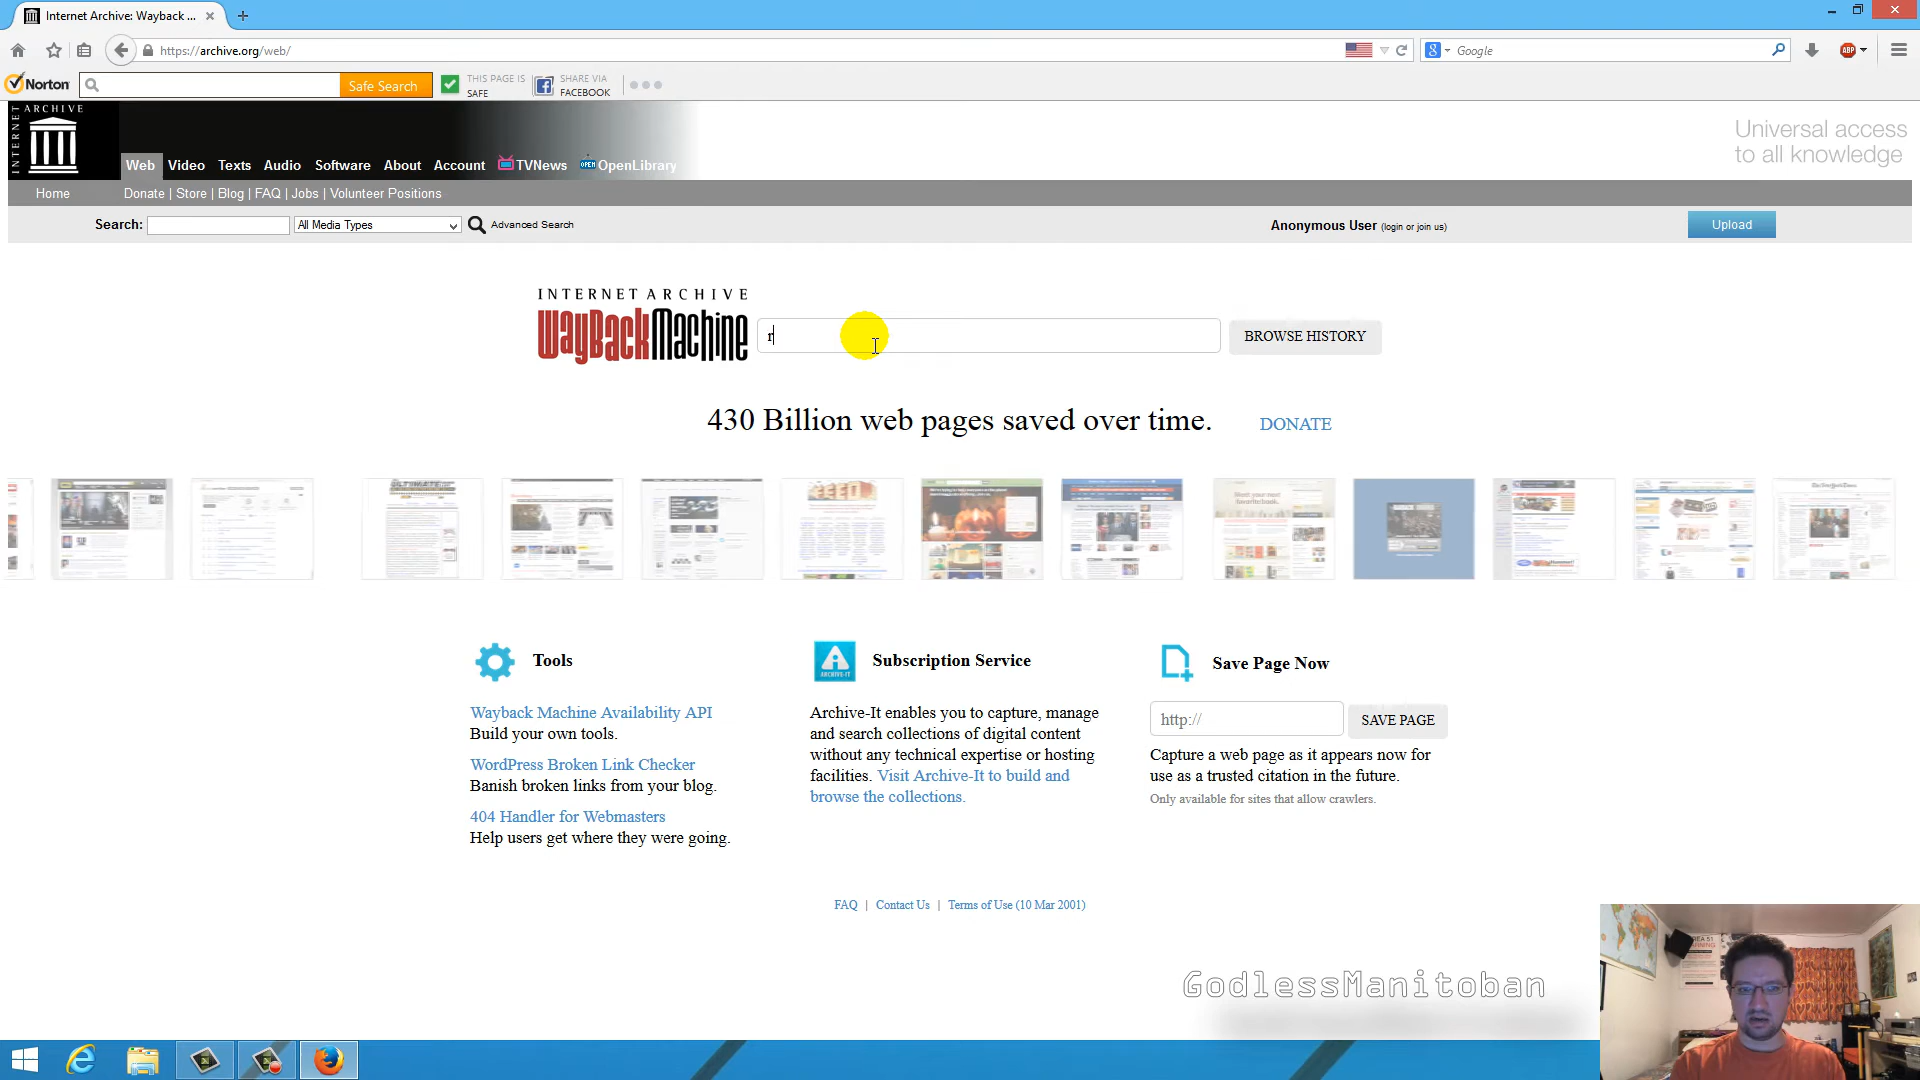 Internet Archive: Wayback ...
https://archive.org/web/
Google
ABP
Norton
Safe Search
THIS PAGE IS
SAFE
SHARE VIA
FACEBOOK
INTERNET
ARCHIVE
Universal access
to all knowledge
Web Video Texts Audio Software About Account TVNews OPEN OpenLibrary
Home Donate | Store | Blog | FAQ | Jobs | Volunteer Positions
Search: All Media Types Advanced Search Anonymous User (login or join us) Upload
INTERNET ARCHIVE
WayBackMachine
r
BROWSE HISTORY
430 Billion web pages saved over time. DONATE
Tools
Wayback Machine Availability API
Build your own tools.
WordPress Broken Link Checker
Banish broken links from your blog.
404 Handler for Webmasters
Help users get where they were going.
ARCHIVE-IT
Subscription Service
Archive-It enables you to capture, manage
and search collections of digital content
without any technical expertise or hosting
facilities. Visit Archive-It to build and
browse the collections.
Save Page Now
http://
SAVE PAGE
Capture a web page as it appears now for
use as a trusted citation in the future.
Only available for sites that allow crawlers.
FAQ | Contact Us | Terms of Use (10 Mar 2001)
GodlessManitoban